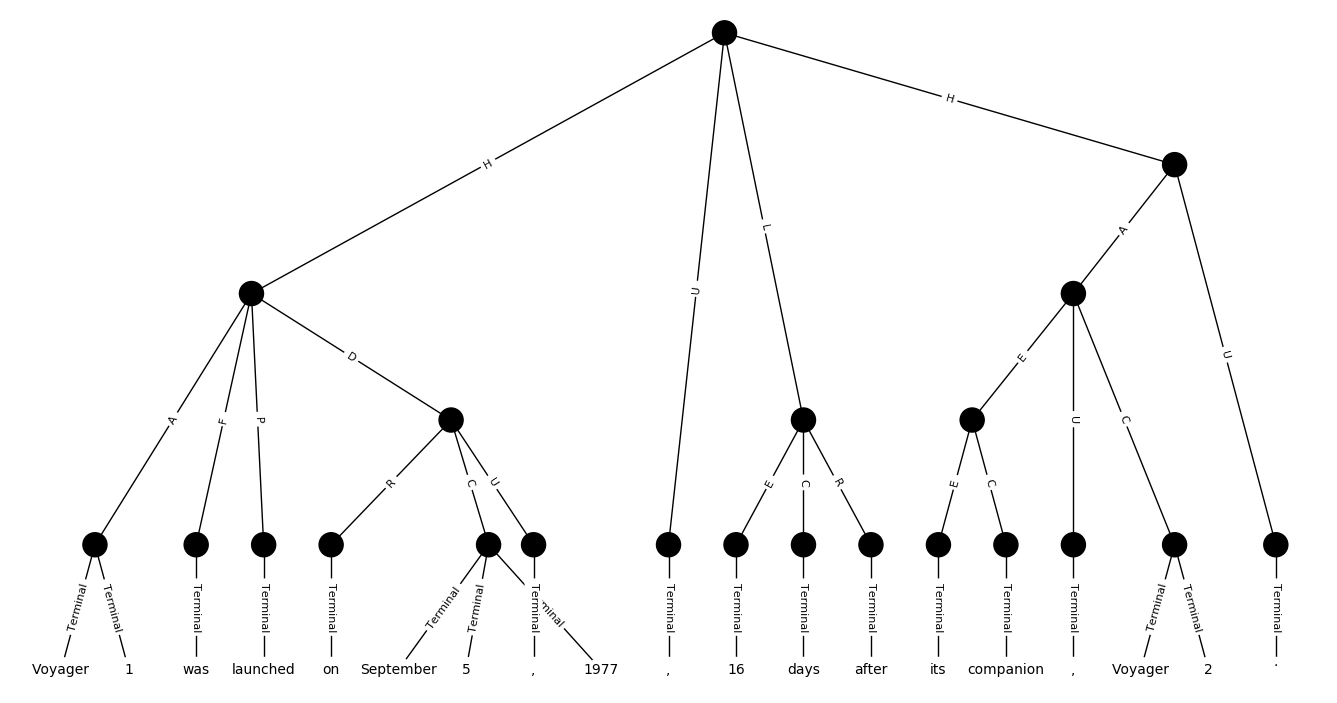 H
H
A
L
U
A
D
E
U
A
F
P
E
U
C
R
C
U
E
C
R
E
C
Terminal Terminal Terminal Terminal Terminal Terminal Terminal Terminal Terminal Terminal Terminal Terminal Terminal Terminal Terminal Terminal Terminal Terminal
Voyager 1 was launched on September 5 , 1977 , 16 days after its companion , Voyager 2 .